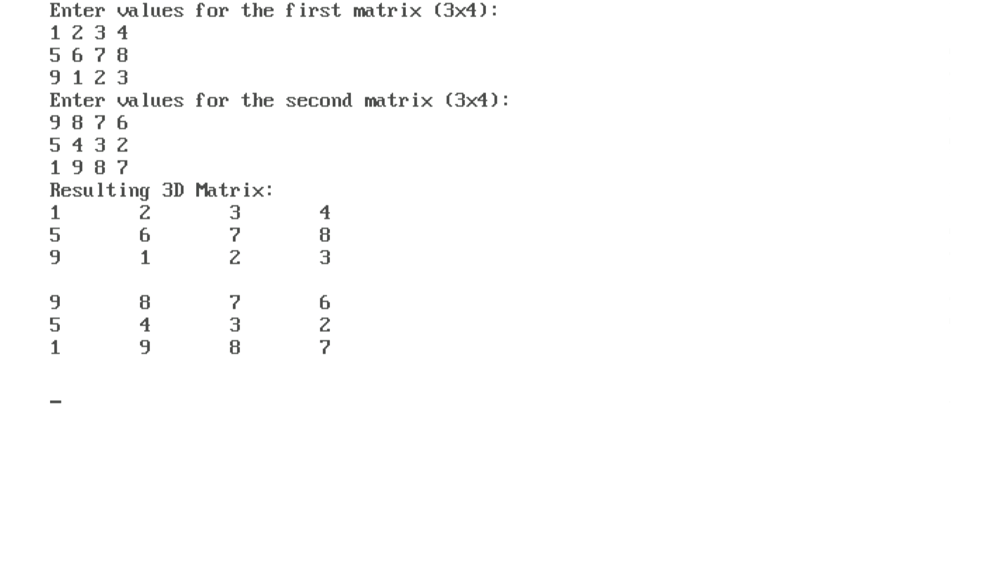 Enter values for the first matrix (3x4):
1 2 3 4
5 6 7 8
9 1 2 3
Enter values for the second matrix (3x4):
9 8 7 6
5 4 3 2
1 9 8 7
Resulting 3D Matrix:
1 2 3 4
5 6 7 8
9 1 2 3
9 8 7 6
5 4 3 2
1 9 8 7
_